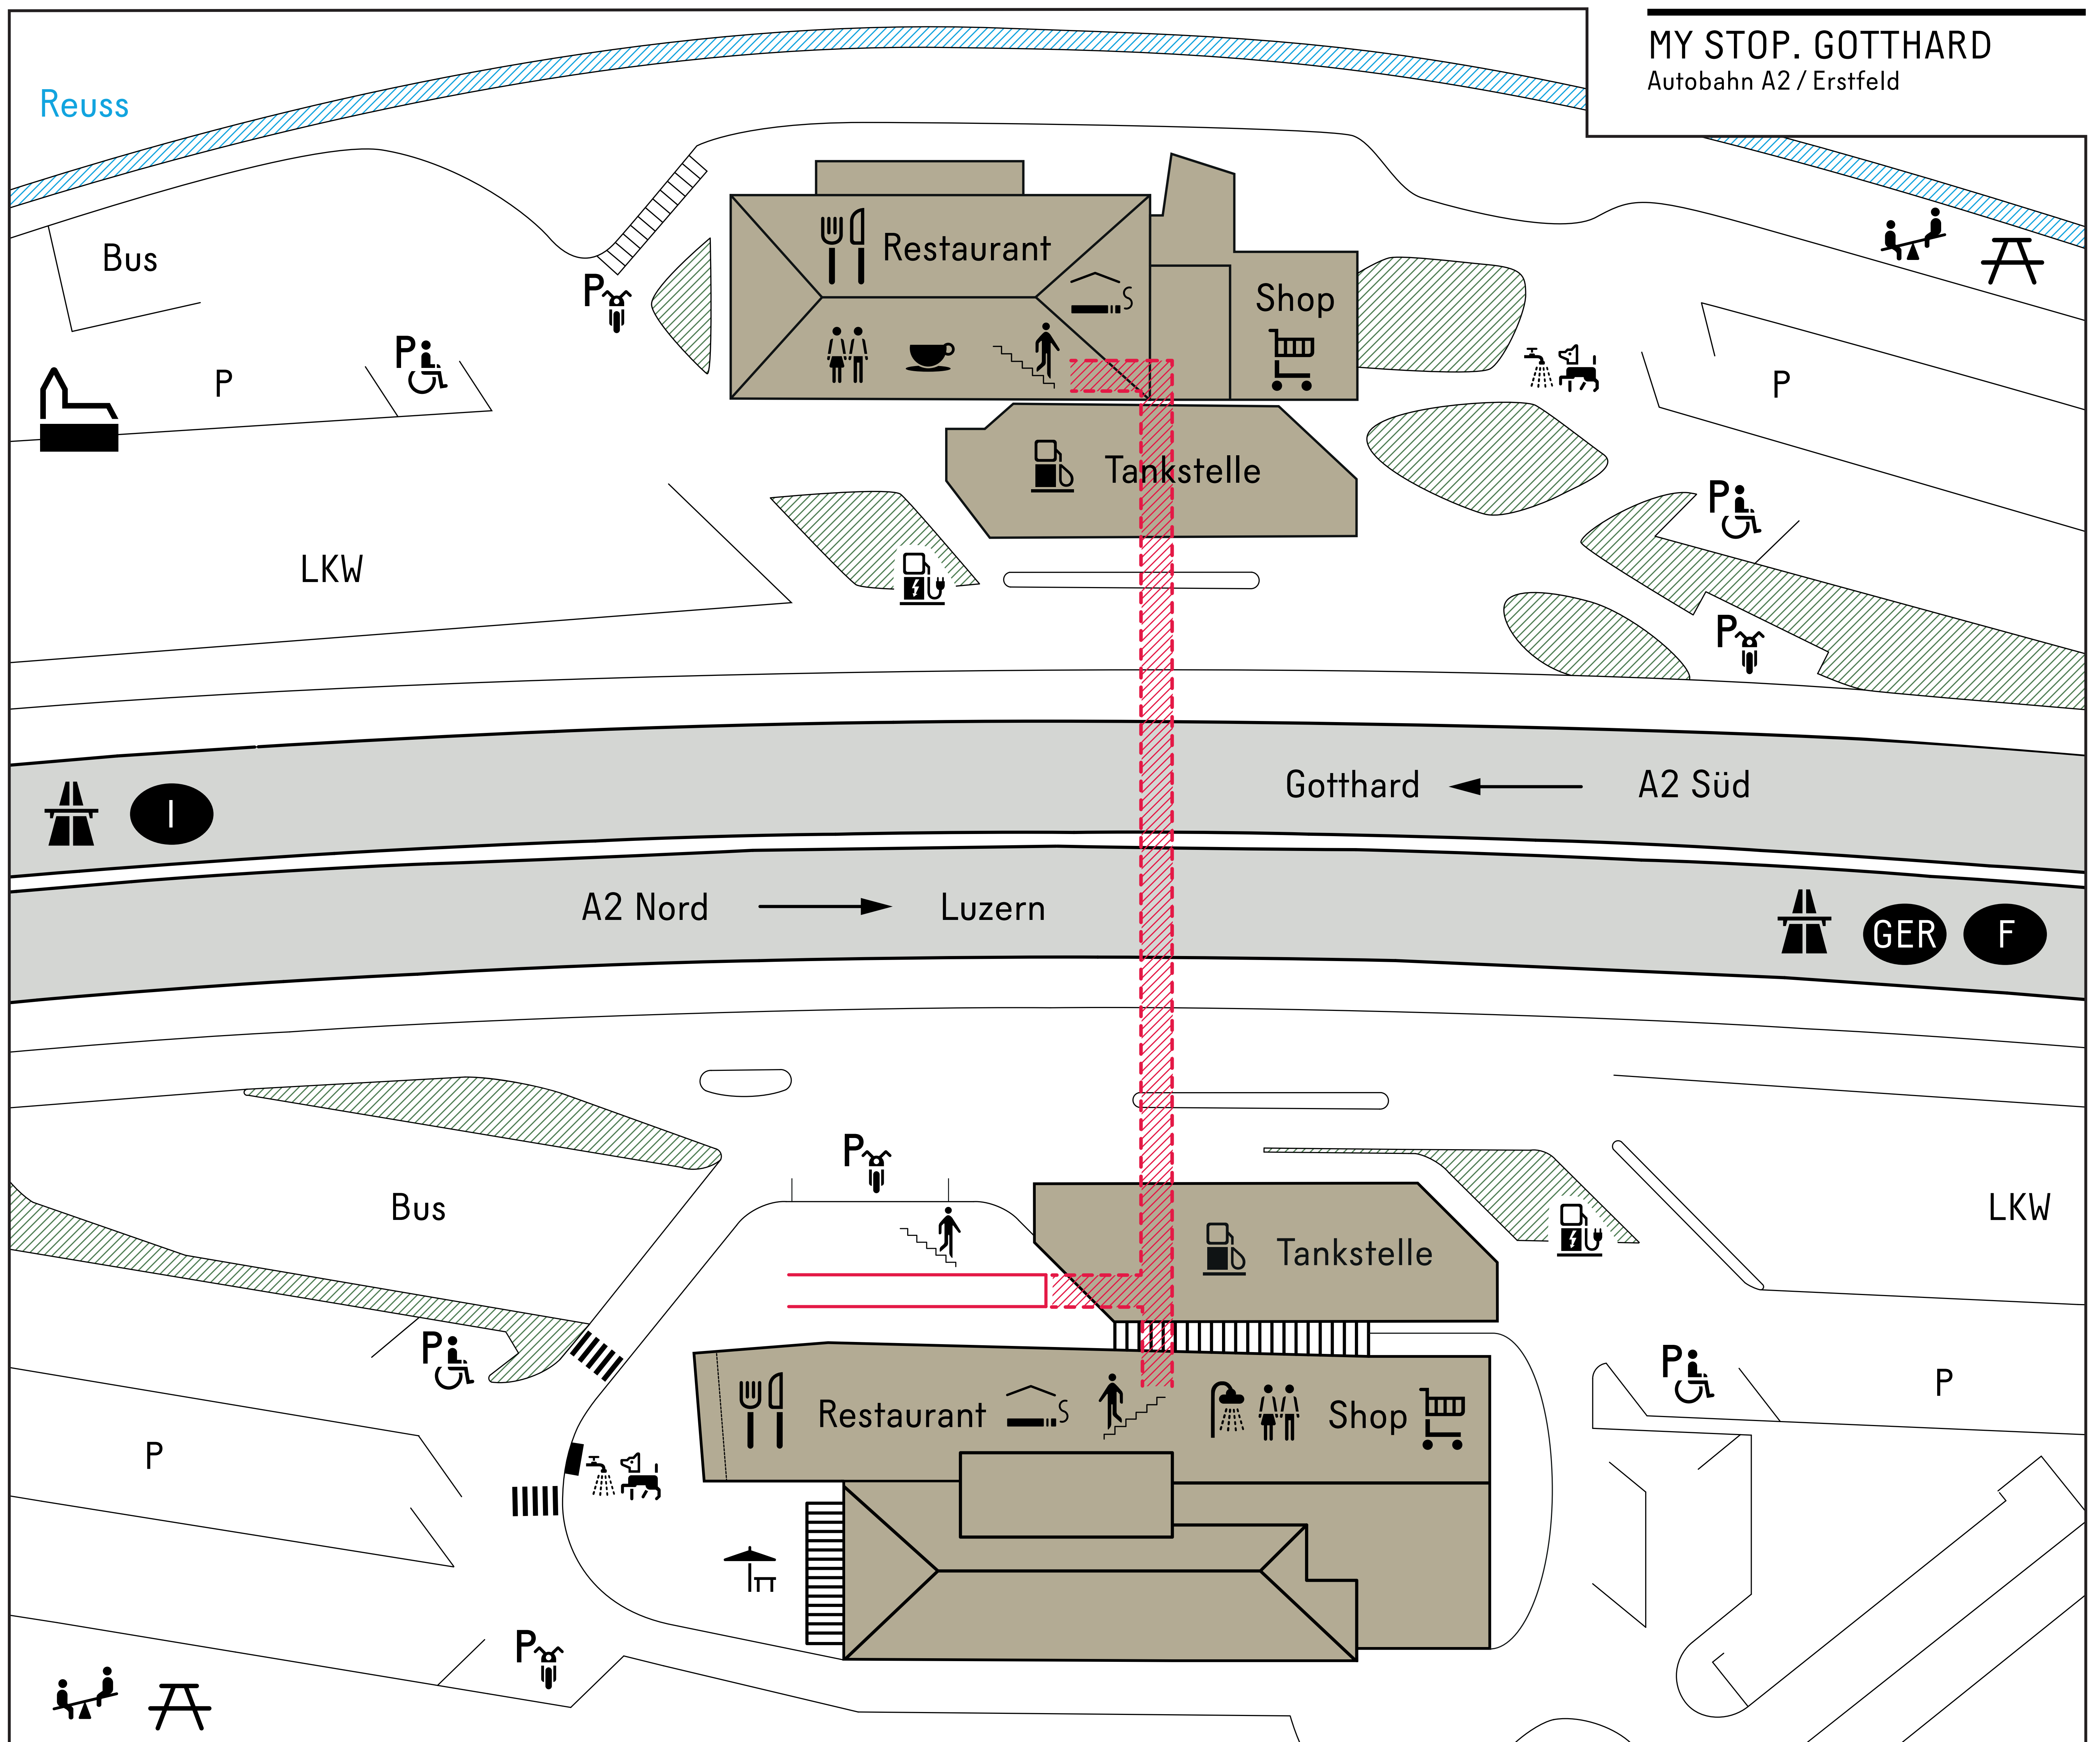 MY STOP. GOTTHARD
Autobahn A2 / Erstfeld
Reuss
Bus
Restaurant
P
Shop
P
P
P
Tankstelle
P
LKW
P
Gotthard
A2 Süd
I
A2 Nord
Luzern
GER
F
P
Bus
LKW
Tankstelle
P
P
P
Restaurant
Shop
P
P